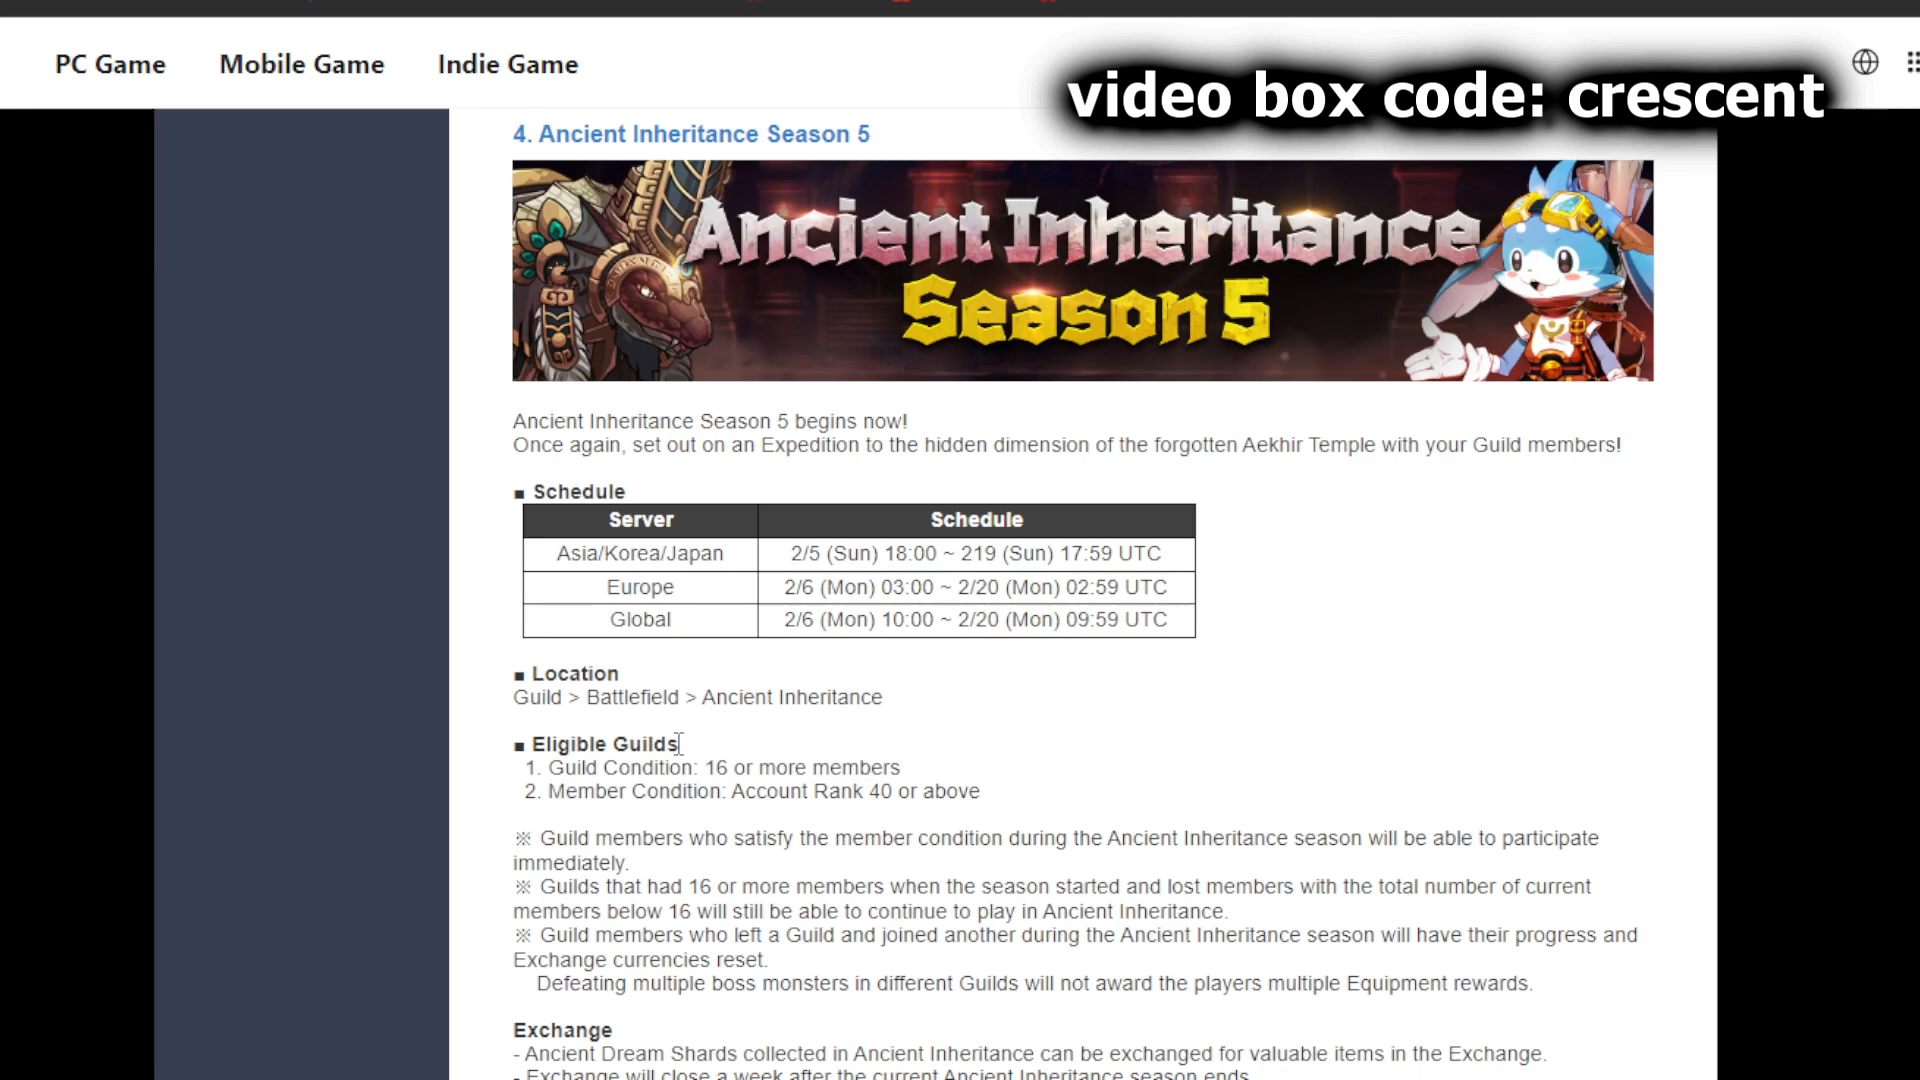 PC Game Mobile Game Indie Game
video box code: crescent
4. Ancient Inheritance Season 5
Ancient Inheritance
Season 5
Ancient Inheritance Season 5 begins now!
Once again, set out on an Expedition to the hidden dimension of the forgotten Aekhir Temple with your Guild members!
■ Schedule
Server Schedule
Asia/Korea/Japan 2/5 (Sun) 18:00 ~ 219 (Sun) 17:59 UTC
Europe 2/6 (Mon) 03:00 ~ 2/20 (Mon) 02:59 UTC
Global 2/6 (Mon) 10:00 ~ 2/20 (Mon) 09:59 UTC
■ Location
Guild > Battlefield > Ancient Inheritance
■ Eligible Guilds
1. Guild Condition: 16 or more members
2. Member Condition: Account Rank 40 or above
※ Guild members who satisfy the member condition during the Ancient Inheritance season will be able to participate
immediately.
※ Guilds that had 16 or more members when the season started and lost members with the total number of current
members below 16 will still be able to continue to play in Ancient Inheritance.
※ Guild members who left a Guild and joined another during the Ancient Inheritance season will have their progress and
Exchange currencies reset.
Defeating multiple boss monsters in different Guilds will not award the players multiple Equipment rewards.
Exchange
- Ancient Dream Shards collected in Ancient Inheritance can be exchanged for valuable items in the Exchange.
- Exchange will close a week after the current Ancient Inheritance season ends.